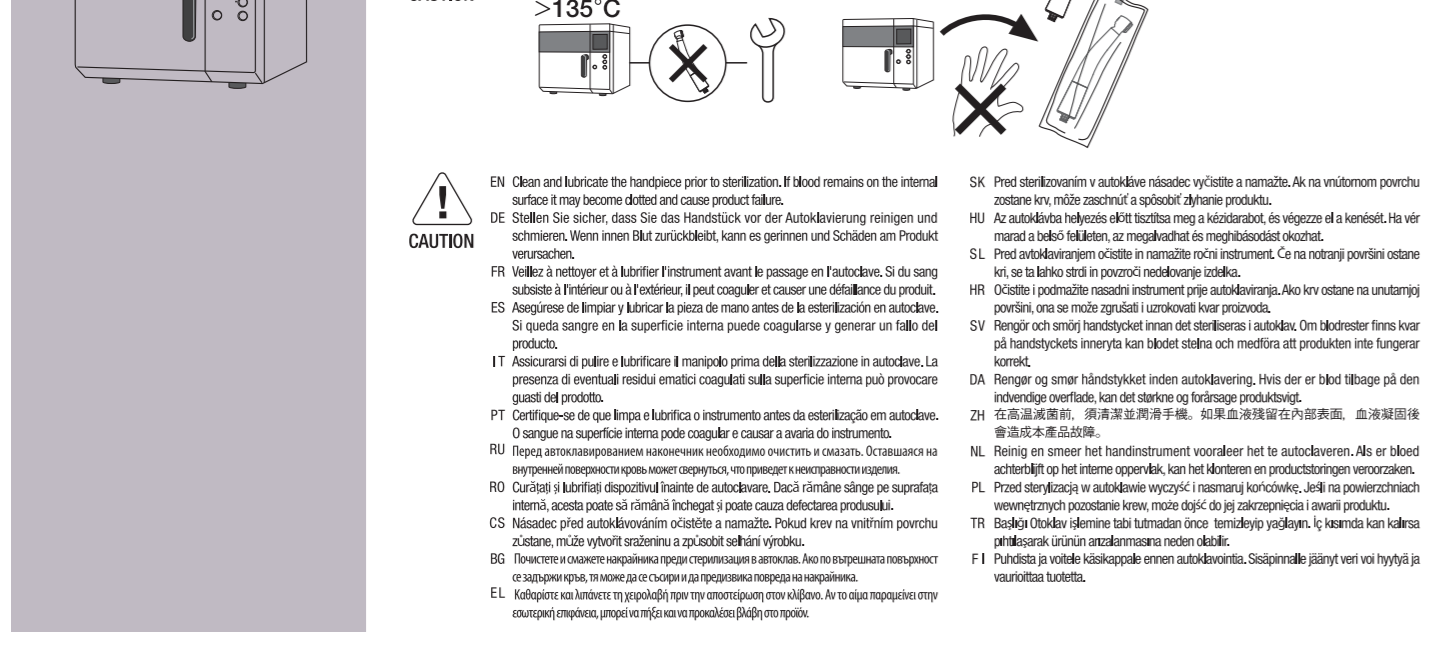 >135°C
CAUTION
EN Clean and lubricate the handpiece prior to sterilization. If blood remains on the internal
surface it may become clotted and cause product failure.
DE Stellen Sie sicher, dass Sie das Handstück vor der Autoklavierung reinigen und
schmieren. Wenn innen Blut zurückbleibt, kann es gerinnen und Schäden am Produkt
verursachen.
FR Veillez à nettoyer et à lubrifier l'instrument avant le passage en l'autoclave. Si du sang
subsiste à l'intérieur ou à l'extérieur, il peut coaguler et causer une défaillance du produit.
ES Asegúrese de limpiar y lubricar la pieza de mano antes de la esterilización en autoclave.
Si queda sangre en la superficie interna puede coagularse y generar un fallo del
producto.
IT Assicurarsi di pulire e lubrificare il manipolo prima della sterilizzazione in autoclave. La
presenza di eventuali residui ematici coagulati sulla superficie interna può provocare
guasti del prodotto.
PT Certifique-se de que limpa e lubrifica o instrumento antes da esterilização em autoclave.
O sangue na superfície interna pode coagular e causar a avaria do instrumento.
RU Перед автоклавированием наконечник необходимо очистить и смазать. Оставшаяся на
внутренней поверхности кровь может свернуться, что приведет к неисправности изделия.
RO Curățați și lubrifiați dispozitivul înainte de autoclavare. Dacă rămâne sânge pe suprafața
internă, acesta poate să rămână închegat și poate cauza defectarea produsului.
CS Násadec před autoklávováním očistěte a namažte. Pokud krev na vnitřním povrchu
zůstane, může vytvořit sraženinu a způsobit selhání výrobku.
BG Почистете и смажете накрайника преди стерилизация в автоклав. Ако по вътрешната повърхност
се задържи кръв, тя може да се съсири и да предизвика повреда на накрайника.
EL Καθαρίστε και λιπάνετε τη χειρολαβή πριν την αποστείρωση στον κλίβανο. Αν το αίμα παραμείνει στην
εσωτερική επιφάνεια, μπορεί να πήξει και να προκαλέσει βλάβη στο προϊόν.
SK Pred sterilizovaním v autokláve násadec vyčistite a namažte. Ak na vnútornom povrchu
zostane krv, môže zaschnúť a spôsobiť zlyhanie produktu.
HU Az autoklávba helyezés előtt tisztítsa meg a kézidarabot, és végezze el a kenését. Ha vér
marad a belső felületen, az megalvadhat és meghibásodást okozhat.
SL Pred avtoklaviranjem očistite in namažite ročni instrument. Če na notranji površini ostane
kri, se ta lahko strdi in povzroči nedelovanje izdelka.
HR Očistite i podmažite nasadni instrument prije autoklaviranja. Ako krv ostane na unutarnjoj
površini, ona se može zgrušati i uzrokovati kvar proizvoda.
SV Rengör och smörj handstycket innan det steriliseras i autoklav. Om blodrester finns kvar
på handstyckets inneryta kan blodet stelna och medföra att produkten inte fungerar
korrekt.
DA Rengør og smør håndstykket inden autoklavering. Hvis der er blod tilbage på den
indvendige overflade, kan det størkne og forårsage produktsvigt.
ZH 在高温滅菌前，須清潔並潤滑手機。如果血液殘留在內部表面，血液凝固後
會造成本產品故障。
NL Reinig en smeer het handinstrument vooraleer het te autoclaveren. Als er bloed
achterblijft op het interne oppervlak, kan het klonteren en productstoringen veroorzaken.
PL Przed sterylizacją w autoklawie wyczyść i nasmaruj końcówkę. Jeśli na powierzchniach
wewnętrznych pozostanie krew, może dojść do jej zakrzepnięcia i awarii produktu.
TR Başlığı Otoklav işlemine tabi tutmadan önce temizleyip yağlayın. İç kısımda kan kalırsa
pıhtılaşarak ürünün arızalanmasına neden olabilir.
FI Puhdista ja voitele käsikappale ennen autoklavointia. Sisäpinnalle jäänyt veri voi hyytyä ja
vaurioittaa tuotetta.